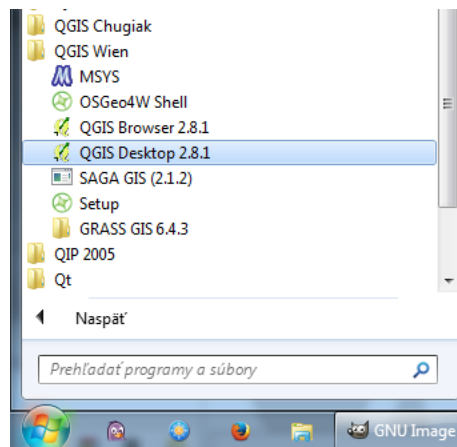 QGIS Chugiak
QGIS Wien
MSYS
OSGeo4W Shell
QGIS Browser 2.8.1
QGIS Desktop 2.8.1
SAGA GIS (2.1.2)
Setup
GRASS GIS 6.4.3
QIP 2005
Qt
Naspäť
Prehľadať programy a súbory
GNU Image